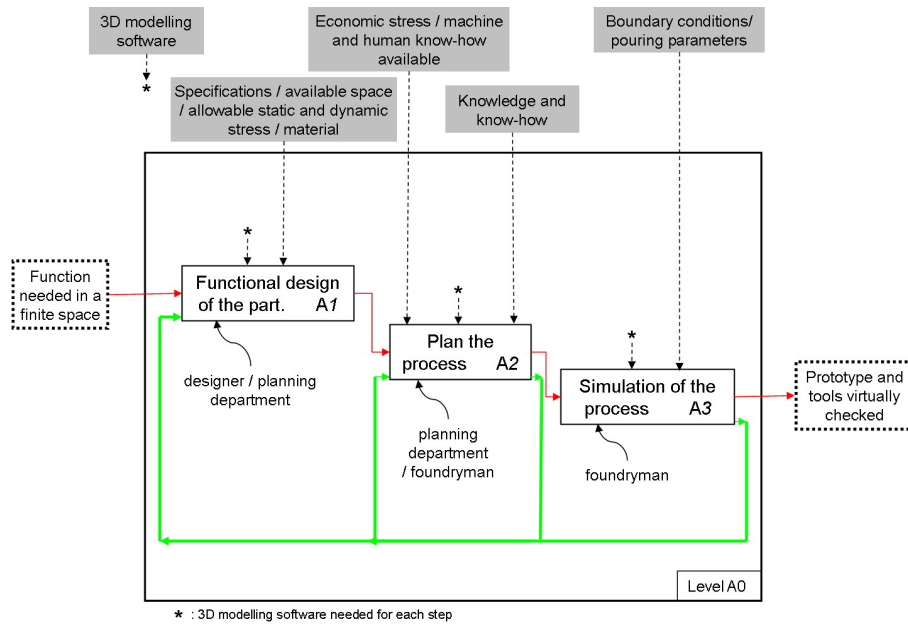 3D modelling
software
*
Economic stress / machine
and human know-how
available
Boundary conditions/
pouring parameters
Specifications / available space
/ allowable static and dynamic
stress / material
Knowledge and
know-how
Function
needed in a
finite space
*
Functional design
of the part. A1
designer / planning
department
*
Plan the
process A2
planning
department
/ foundryman
*
Simulation of the
process A3
foundryman
Prototype and
tools virtually
checked
Level A0
* : 3D modelling software needed for each step